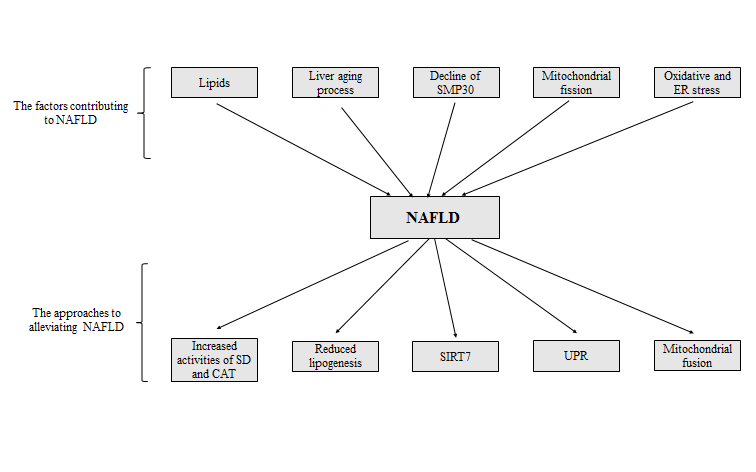 Lipids
Liver aging
process
Decline of
SMP30
Mitochondrial
fission
Oxidative and
ER stress
The factors contributing
to NAFLD
NAFLD
The approaches to
alleviating NAFLD
Increased
activities of SD
and CAT
Reduced
lipogenesis
SIRT7
UPR
Mitochondrial
fusion